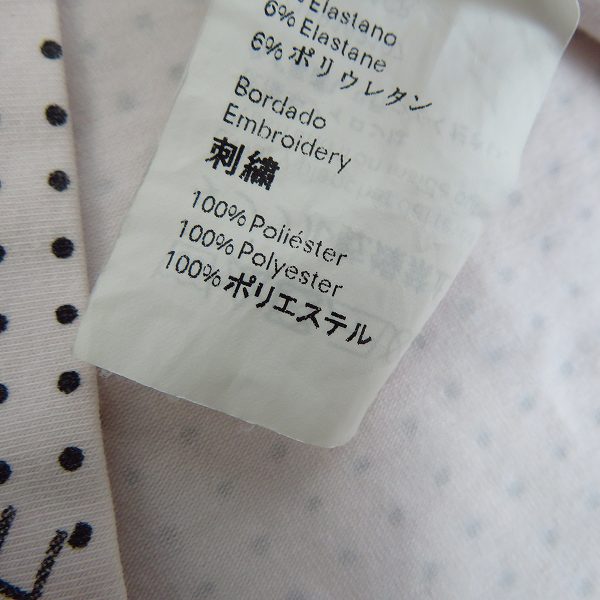 Elastano
6% Elastane
6% ポリウレタン
Bordado
Embroidery
刺繍
100% Poliéster
100% Polyester
100% ポリエステル